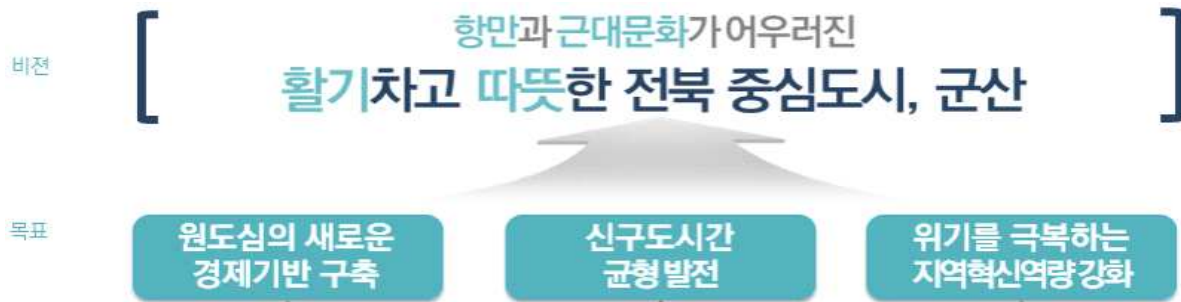 비젼
항만과 근대문화가 어우러진
활기차고 따뜻한 전북 중심도시, 군산
목표
원도심의 새로운
경제기반 구축
신구도시간
균형 발전
위기를 극복하는
지역혁신역량 강화